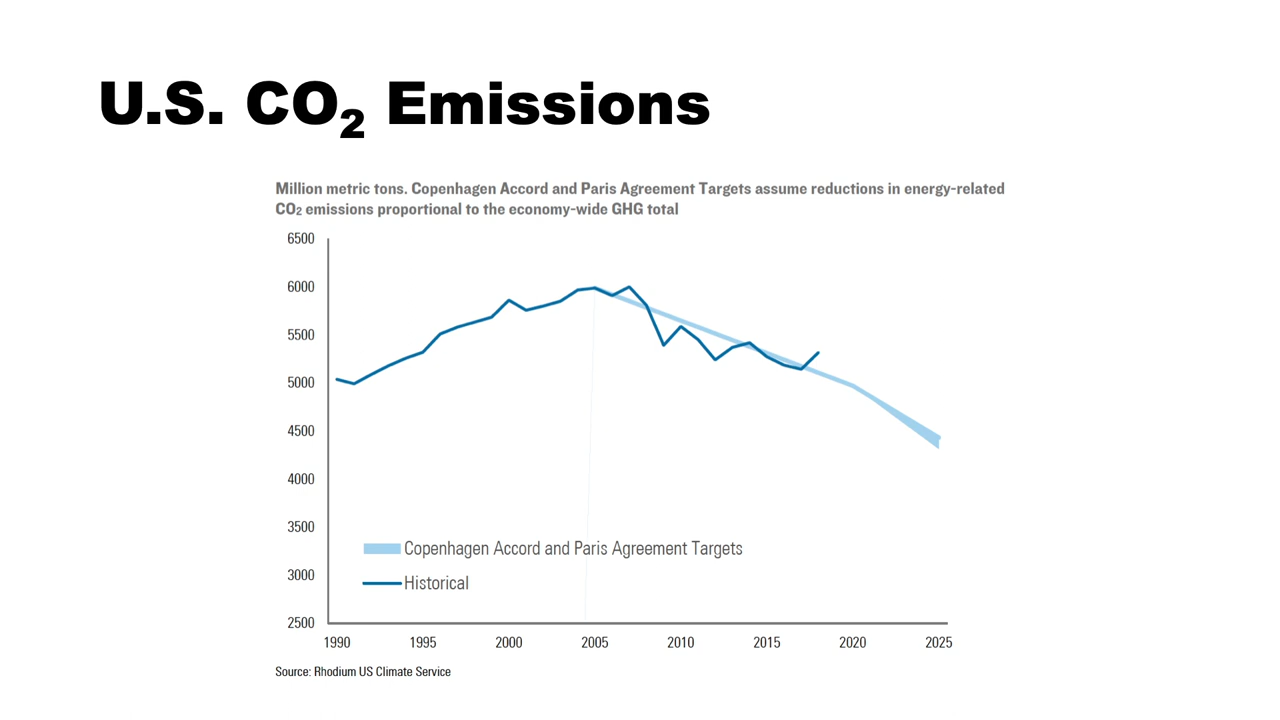 U.S. CO₂ Emissions
Million metric tons. Copenhagen Accord and Paris Agreement Targets assume reductions in energy-related
CO₂ emissions proportional to the economy-wide GHG total
6500
6000
5500
5000
4500
4000
3500
3000
2500
Copenhagen Accord and Paris Agreement Targets
Historical
1990 1995 2000 2005 2010 2015 2020 2025
Source: Rhodium US Climate Service